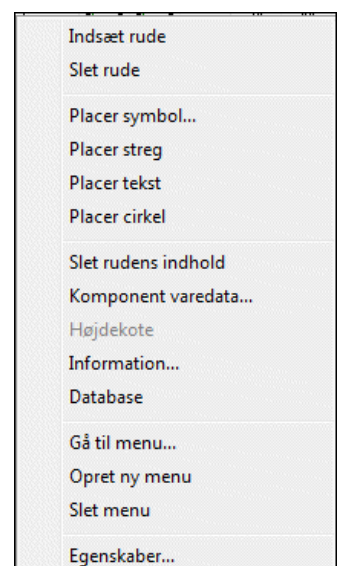 Indsæt rude
Slet rude
Placer symbol...
Placer streg
Placer tekst
Placer cirkel
Slet rudens indhold
Komponent varedata...
Højdekote
Information...
Database
Gå til menu...
Opret ny menu
Slet menu
Egenskaber...